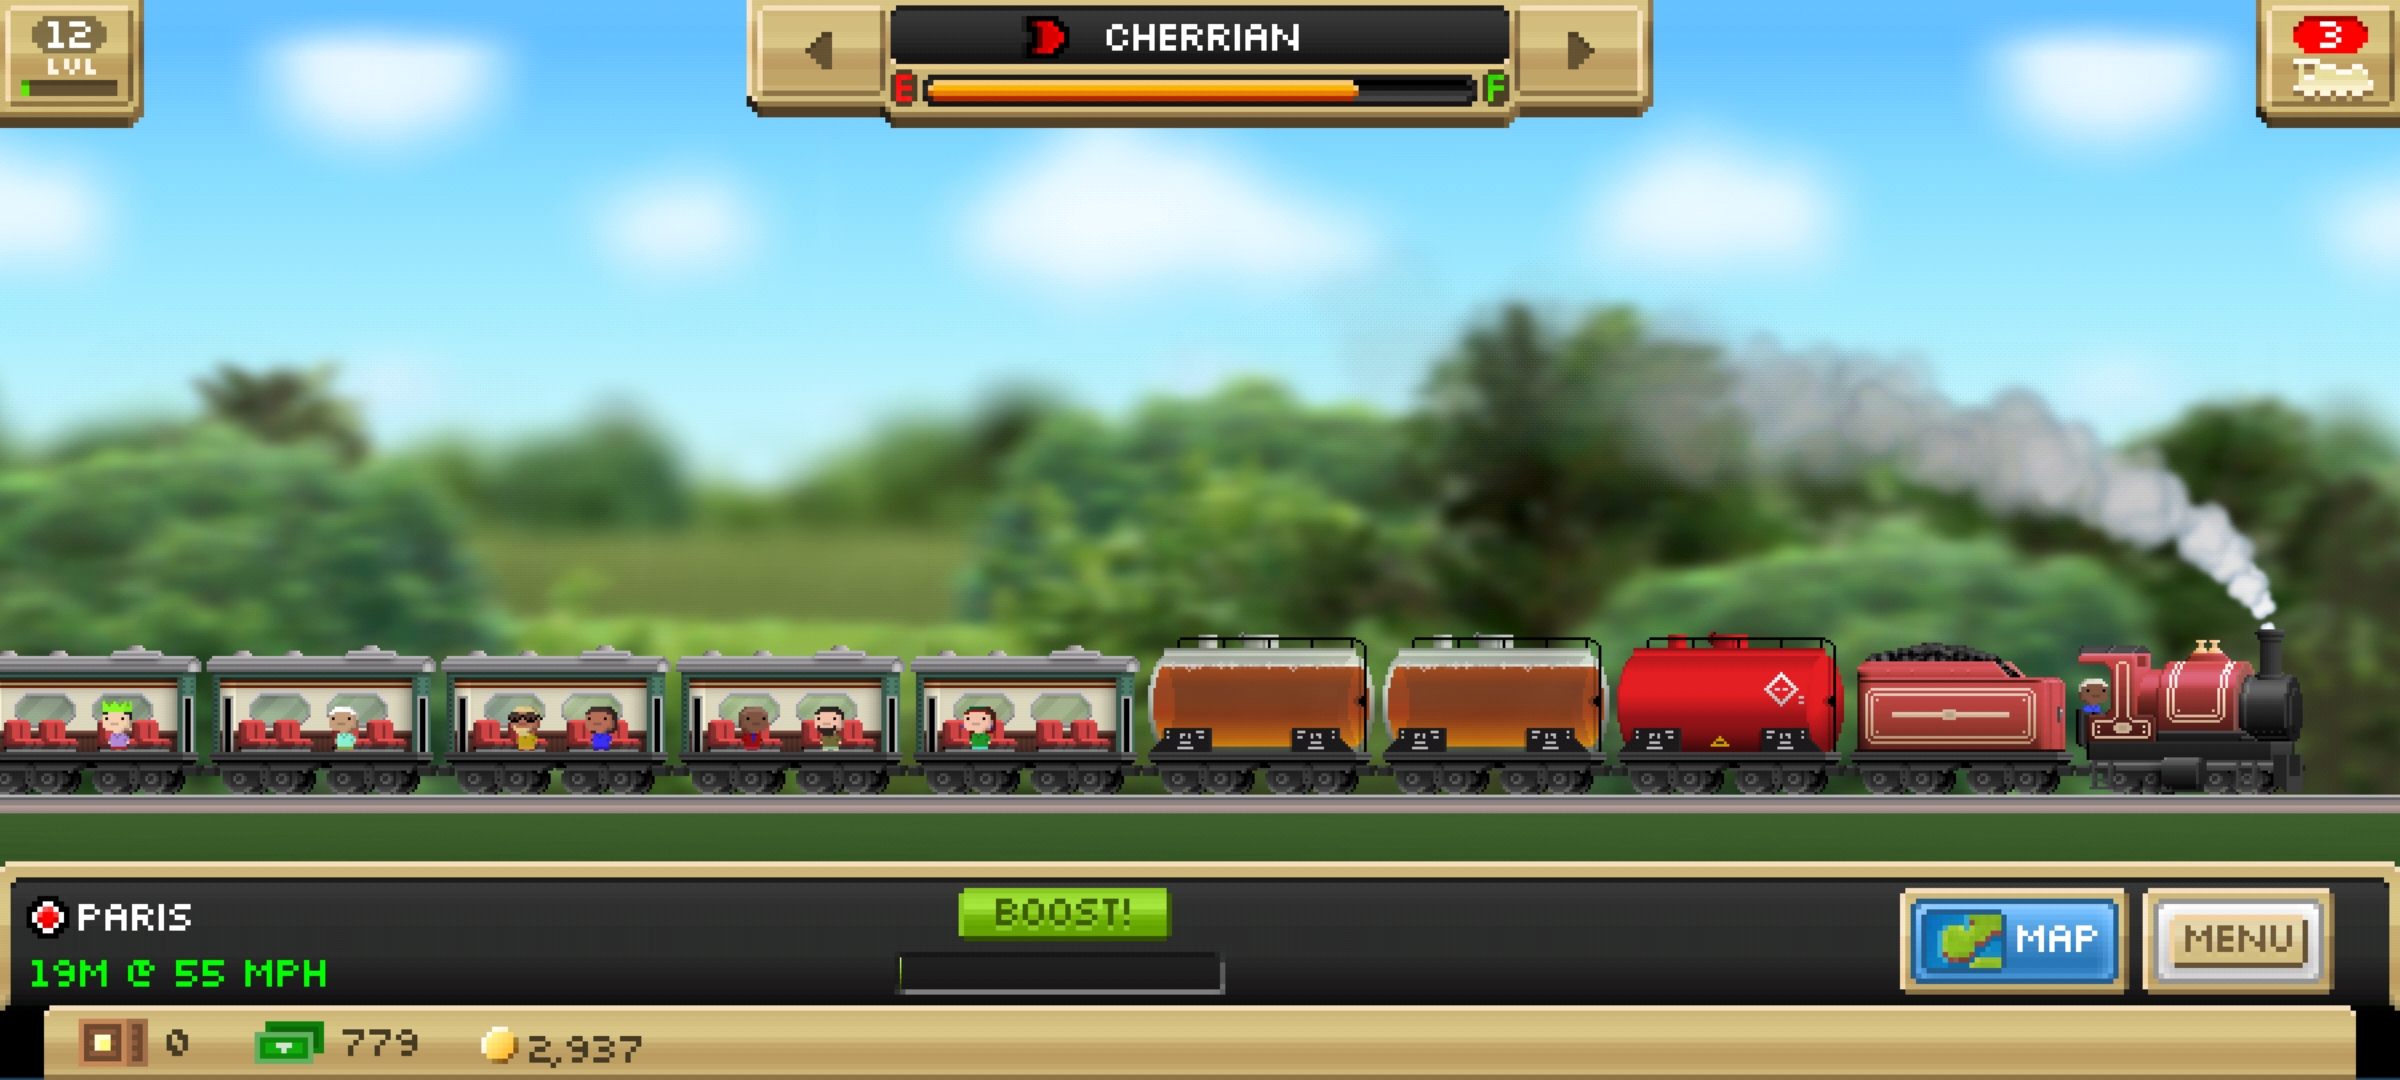 12
LVL
CHERRIAN
E F
3
PARIS
19M @ 55 MPH
BOOST!
MAP
MENU
0
779
2,937